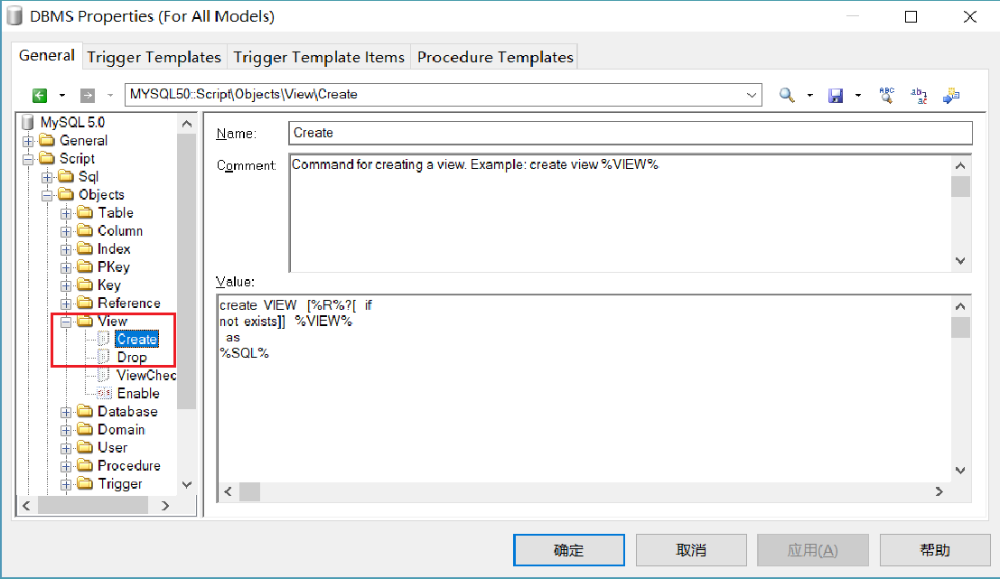 DBMS Properties (For All Models)
General
Trigger Templates
Trigger Template Items
Procedure Templates
MYSQL50::Script\Objects\View\Create
MySQL 5.0
General
Script
Sql
Objects
Table
Column
Index
PKey
Key
Reference
View
Create
Drop
ViewChec
Enable
Database
Domain
User
Procedure
Trigger
Name:
Create
Comment:
Command for creating a view. Example: create view %VIEW%
Value:
create VIEW [%R%?[ if
not exists]] %VIEW%
as
%SQL%
确定
取消
应用(A)
帮助